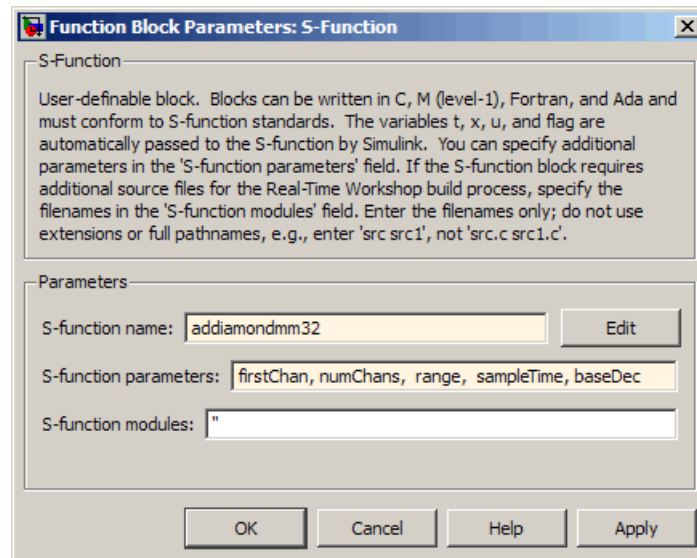 Function Block Parameters: S-Function
S-Function
User-definable block.  Blocks can be written in C, M (level-1), Fortran, and Ada and
must conform to S-function standards.  The variables t, x, u, and flag are
automatically passed to the S-function by Simulink.  You can specify additional
parameters in the 'S-function parameters' field. If the S-function block requires
additional source files for the Real-Time Workshop build process, specify the
filenames in the 'S-function modules' field. Enter the filenames only; do not use
extensions or full pathnames, e.g., enter 'src src1', not 'src.c src1.c'.
Parameters
S-function name: addiamondmm32 Edit
S-function parameters: firstChan, numChans,  range,  sampleTime, baseDec
S-function modules: ''
OK Cancel Help Apply